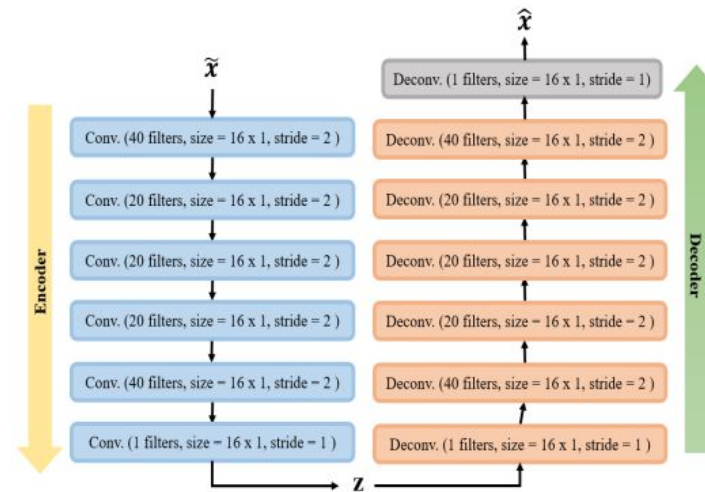 x̃
Conv. (40 filters, size = 16 x 1, stride = 2 )
Conv. (20 filters, size = 16 x 1, stride = 2 )
Conv. (20 filters, size = 16 x 1, stride = 2 )
Conv. (20 filters, size = 16 x 1, stride = 2 )
Conv. (40 filters, size = 16 x 1, stride = 2 )
Conv. (1 filters, size = 16 x 1, stride = 1 )
Encoder
z
x̂
Deconv. (1 filters, size = 16 x 1, stride = 1)
Deconv. (40 filters, size = 16 x 1, stride = 2 )
Deconv. (20 filters, size = 16 x 1, stride = 2 )
Deconv. (20 filters, size = 16 x 1, stride = 2 )
Deconv. (20 filters, size = 16 x 1, stride = 2 )
Deconv. (40 filters, size = 16 x 1, stride = 2 )
Deconv. (1 filters, size = 16 x 1, stride = 1 )
Decoder